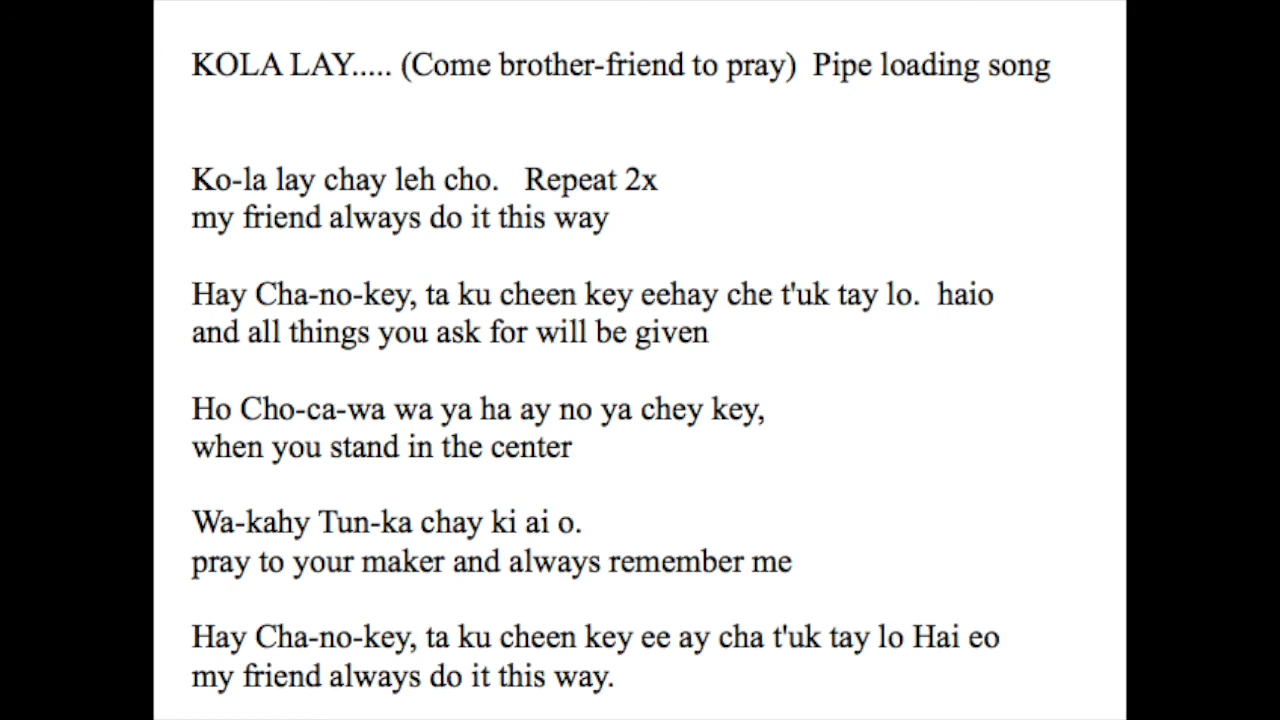 KOLA LAY..... (Come brother-friend to pray)  Pipe loading song
Ko-la lay chay leh cho.   Repeat 2x
my friend always do it this way
Hay Cha-no-key, ta ku cheen key eehay che t'uk tay lo.  haio
and all things you ask for will be given
Ho Cho-ca-wa wa ya ha ay no ya chey key,
when you stand in the center
Wa-kahy Tun-ka chay ki ai o.
pray to your maker and always remember me
Hay Cha-no-key, ta ku cheen key ee ay cha t'uk tay lo Hai eo
my friend always do it this way.